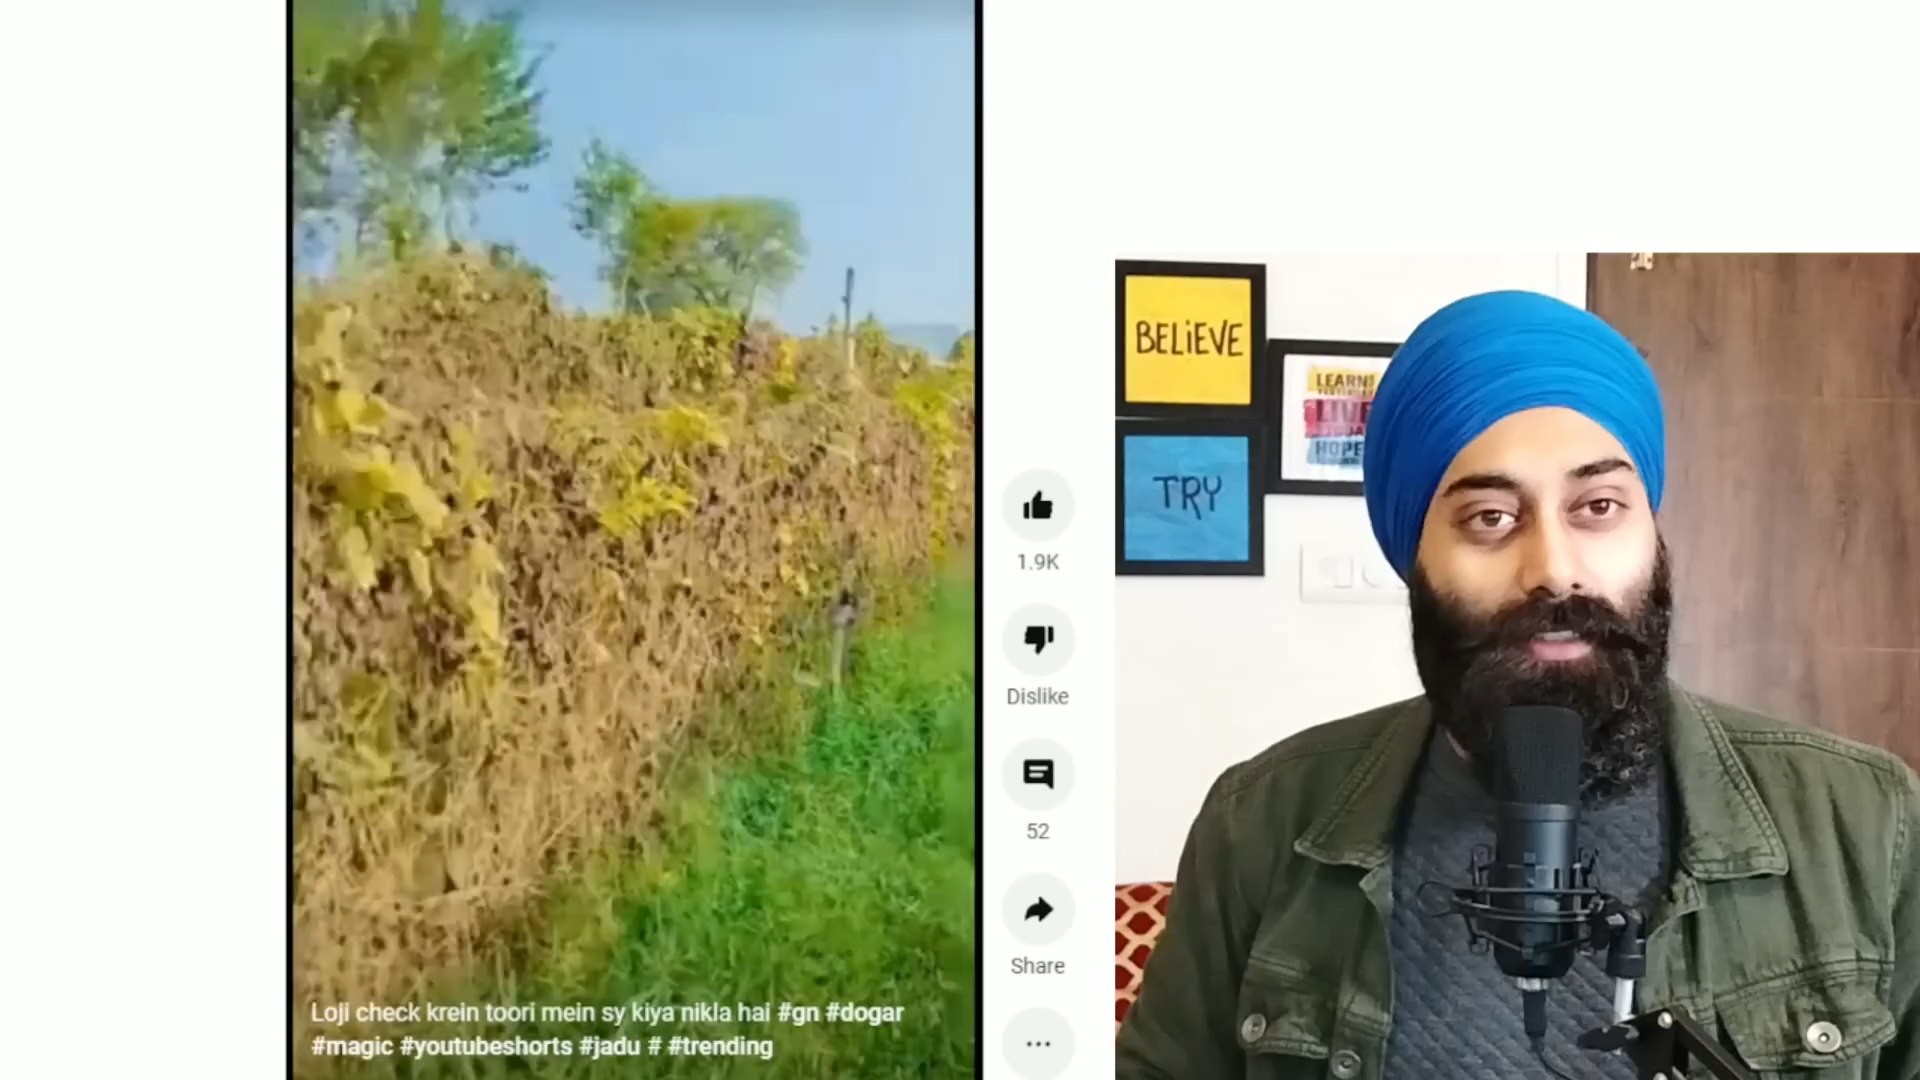 BELiEVE
TRY
LEARN
HOPE
1.9K
Dislike
52
Share
Loji check krein toori mein sy kiya nikla hai #gn #dogar
#magic #youtubeshorts #jadu # #trending